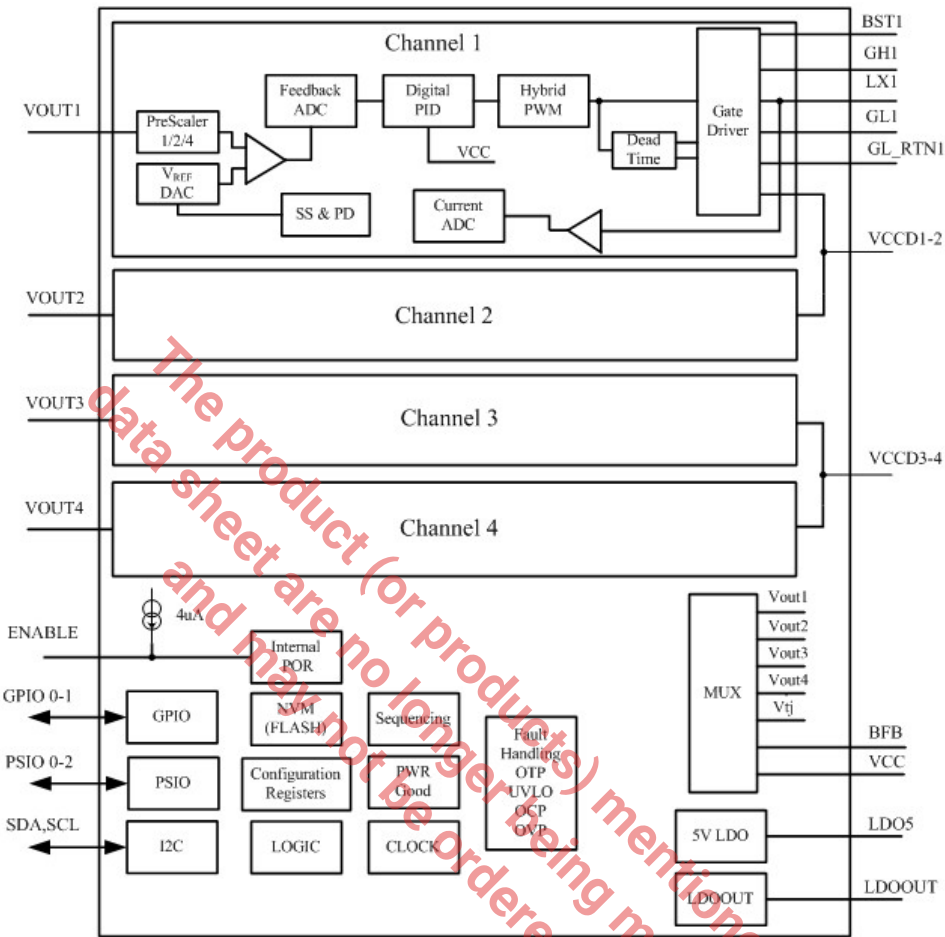 Channel 1
BST1
GH1
LX1
GL1
GL_RTN1
VCCD1-2
VOUT1
PreScaler
1/2/4
VREF
DAC
Feedback
ADC
Digital
PID
VCC
Hybrid
PWM
Dead
Time
Gate
Driver
SS & PD
Current
ADC
VOUT2
Channel 2
VOUT3
Channel 3
VCCD3-4
VOUT4
Channel 4
4uA
ENABLE
Internal
POR
GPIO 0-1
GPIO
NVM
(FLASH)
Sequencing
PSIO 0-2
PSIO
Configuration
Registers
PWR
Good
SDA,SCL
I2C
LOGIC
CLOCK
Fault
Handling
OTP
UVLO
OCP
OVP
MUX
Vout1
Vout2
Vout3
Vout4
Vtj
BFB
VCC
5V LDO
LDO5
LDOOUT
LDOOUT
The product (or products) mentione
data sheet are no longer being m
and may not be ordere